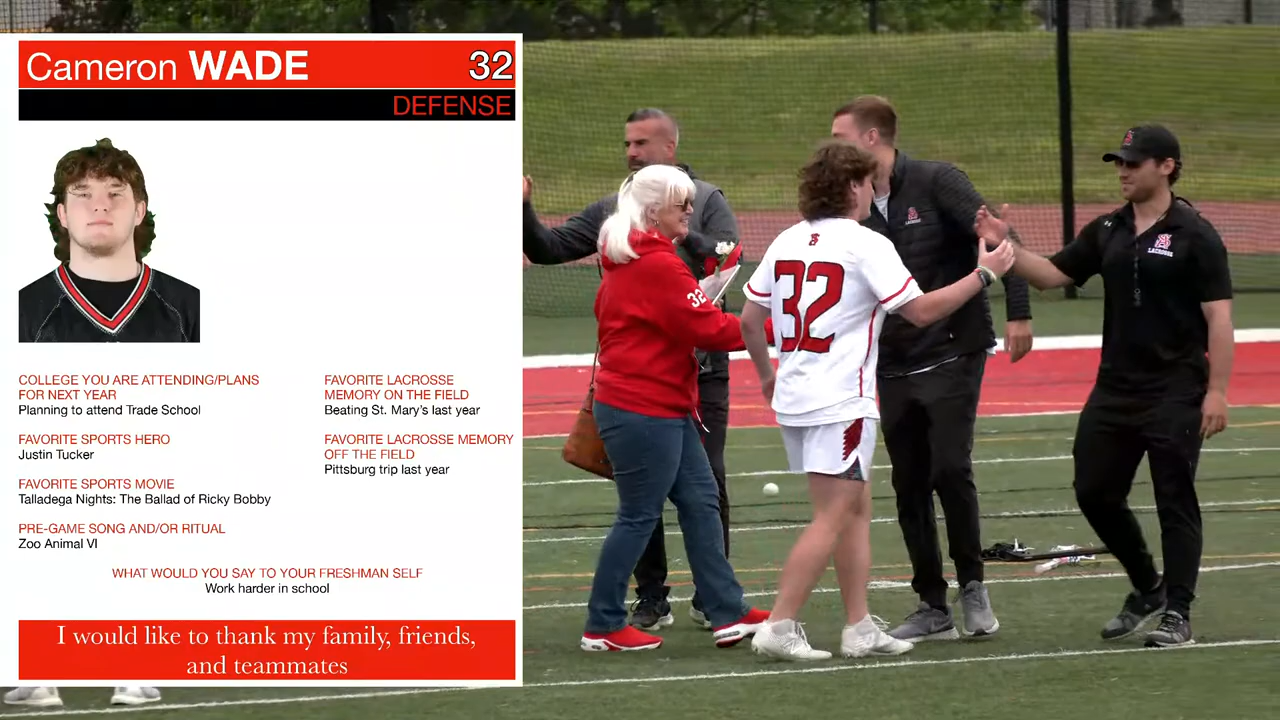 Cameron WADE 32
DEFENSE
COLLEGE YOU ARE ATTENDING/PLANS
FOR NEXT YEAR
Planning to attend Trade School
FAVORITE SPORTS HERO
Justin Tucker
FAVORITE SPORTS MOVIE
Talladega Nights: The Ballad of Ricky Bobby
PRE-GAME SONG AND/OR RITUAL
Zoo Animal VI
FAVORITE LACROSSE
MEMORY ON THE FIELD
Beating St. Mary's last year
FAVORITE LACROSSE MEMORY
OFF THE FIELD
Pittsburg trip last year
WHAT WOULD YOU SAY TO YOUR FRESHMAN SELF
Work harder in school
I would like to thank my family, friends,
and teammates
32
32
LACROSSE
LACROSSE